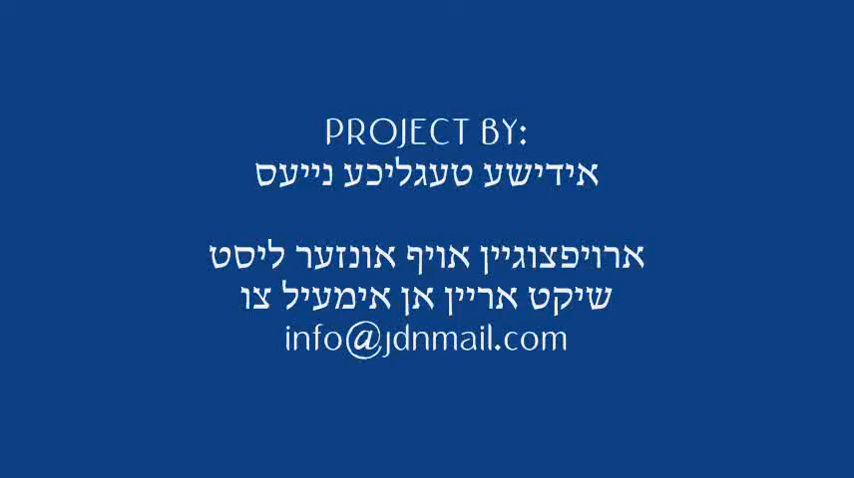 PROJECT BY:
אידישע טעגליכע נייעס
ארויפצוגיין אויף אונזער ליסט
שיקט אריין אן אימעיל צו
info@jdnmail.com